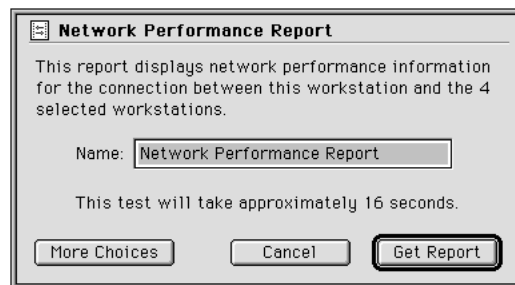 Network Performance Report
This report displays network performance information
for the connection between this workstation and the 4
selected workstations.
Name: Network Performance Report
This test will take approximately 16 seconds.
More Choices Cancel Get Report